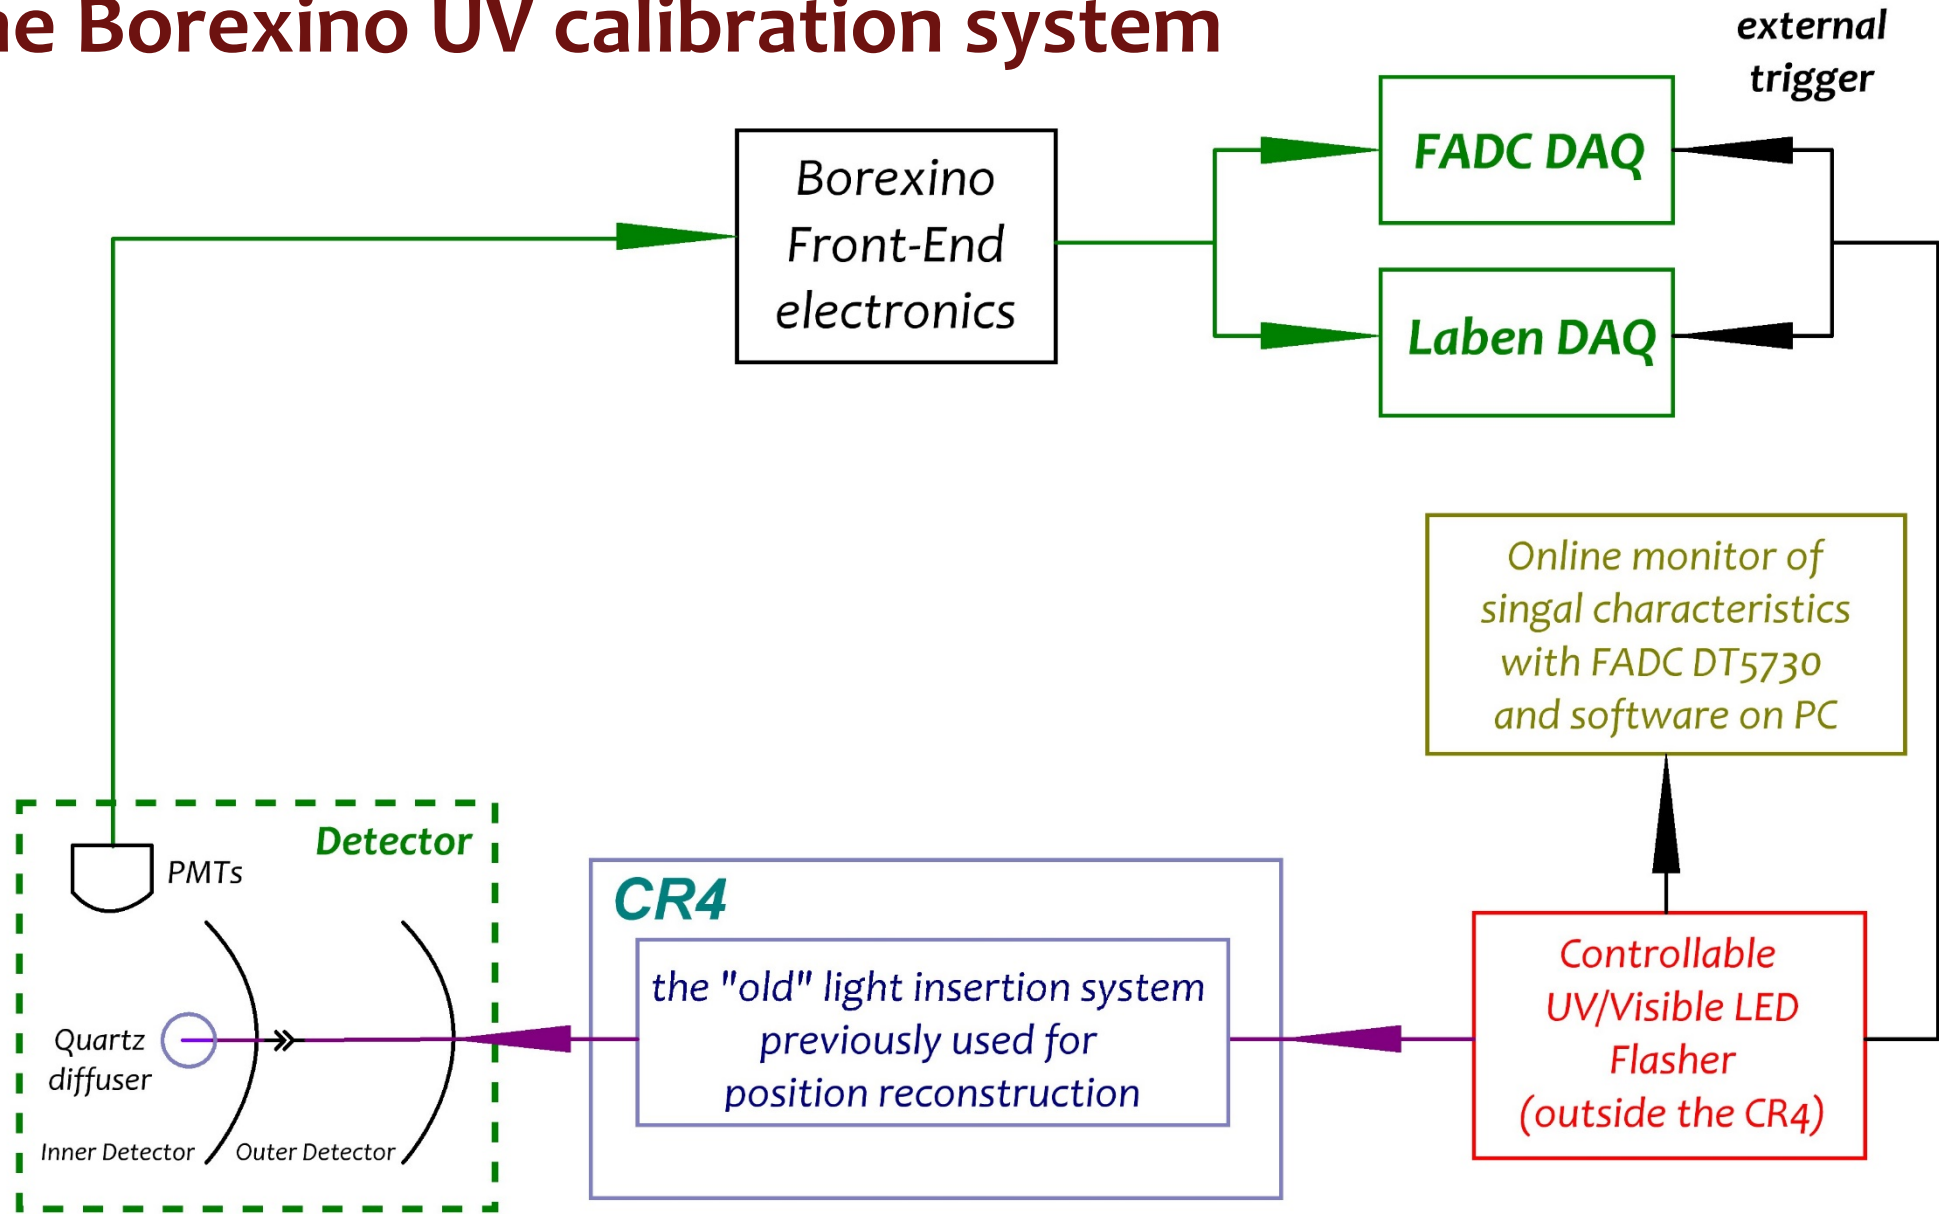 ne Borexino UV calibration system
external
trigger
Borexino
Front-End
electronics
FADC DAQ
Laben DAQ
Online monitor of
singal characteristics
with FADC DT5730
and software on PC
Detector
PMTs
Quartz
diffuser
Inner Detector
Outer Detector
CR4
the "old" light insertion system
previously used for
position reconstruction
Controllable
UV/Visible LED
Flasher
(outside the CR4)